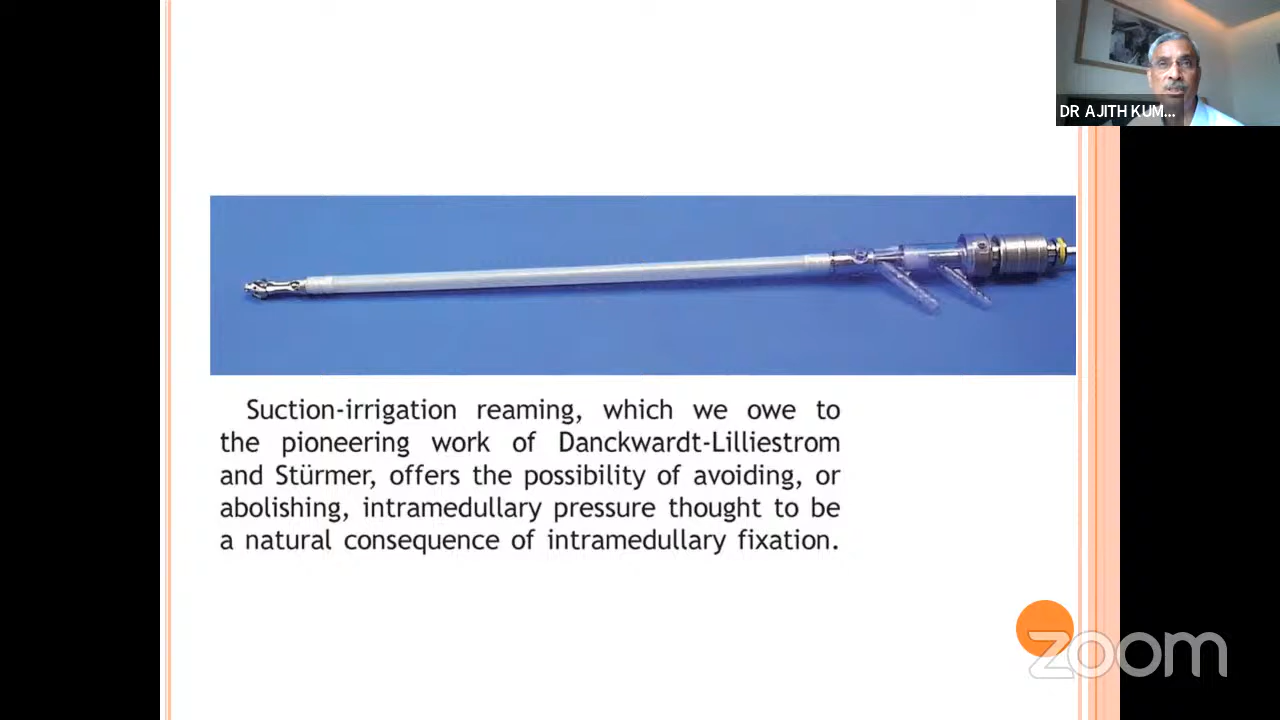 DR AJITH KUM...
Suction-irrigation reaming, which we owe to
the pioneering work of Danckwardt-Lilliestrom
and Stürmer, offers the possibility of avoiding, or
abolishing, intramedullary pressure thought to be
a natural consequence of intramedullary fixation.
zoom